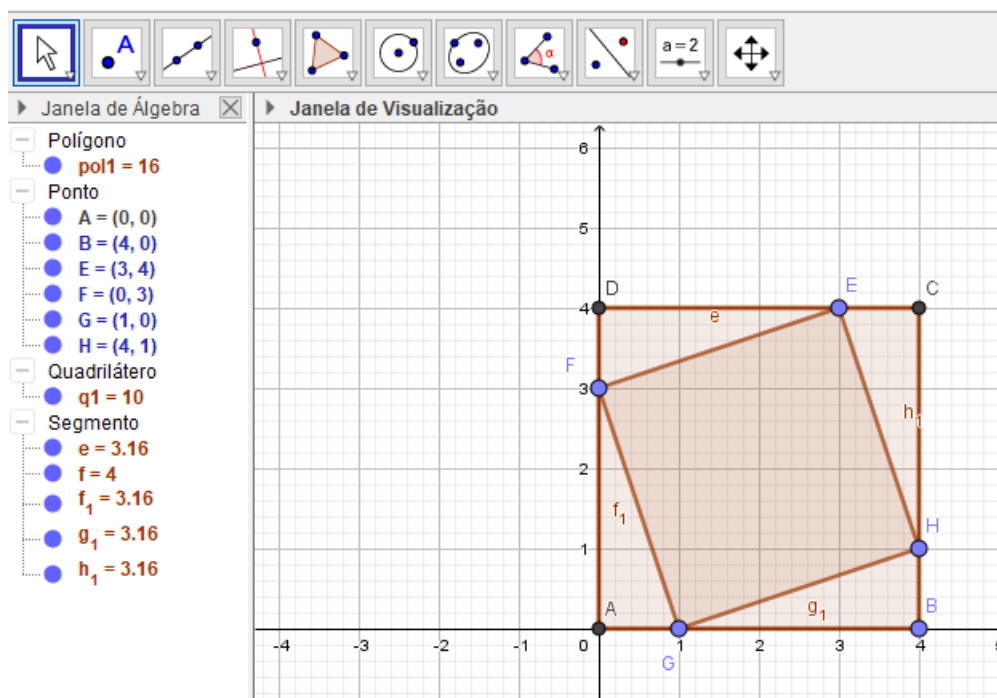 A
α
a=2
Janela de Álgebra
Janela de Visualização
Polígono
pol1 = 16
Ponto
A = (0, 0)
B = (4, 0)
E = (3, 4)
F = (0, 3)
G = (1, 0)
H = (4, 1)
Quadrilátero
q1 = 10
Segmento
e = 3.16
f = 4
f₁ = 3.16
g₁ = 3.16
h₁ = 3.16
6
5
D
E
C
4
e
F
3
h₁
2
f₁
H
1
A
g₁
B
-4
-3
-2
-1
0
1
2
3
4
5
G